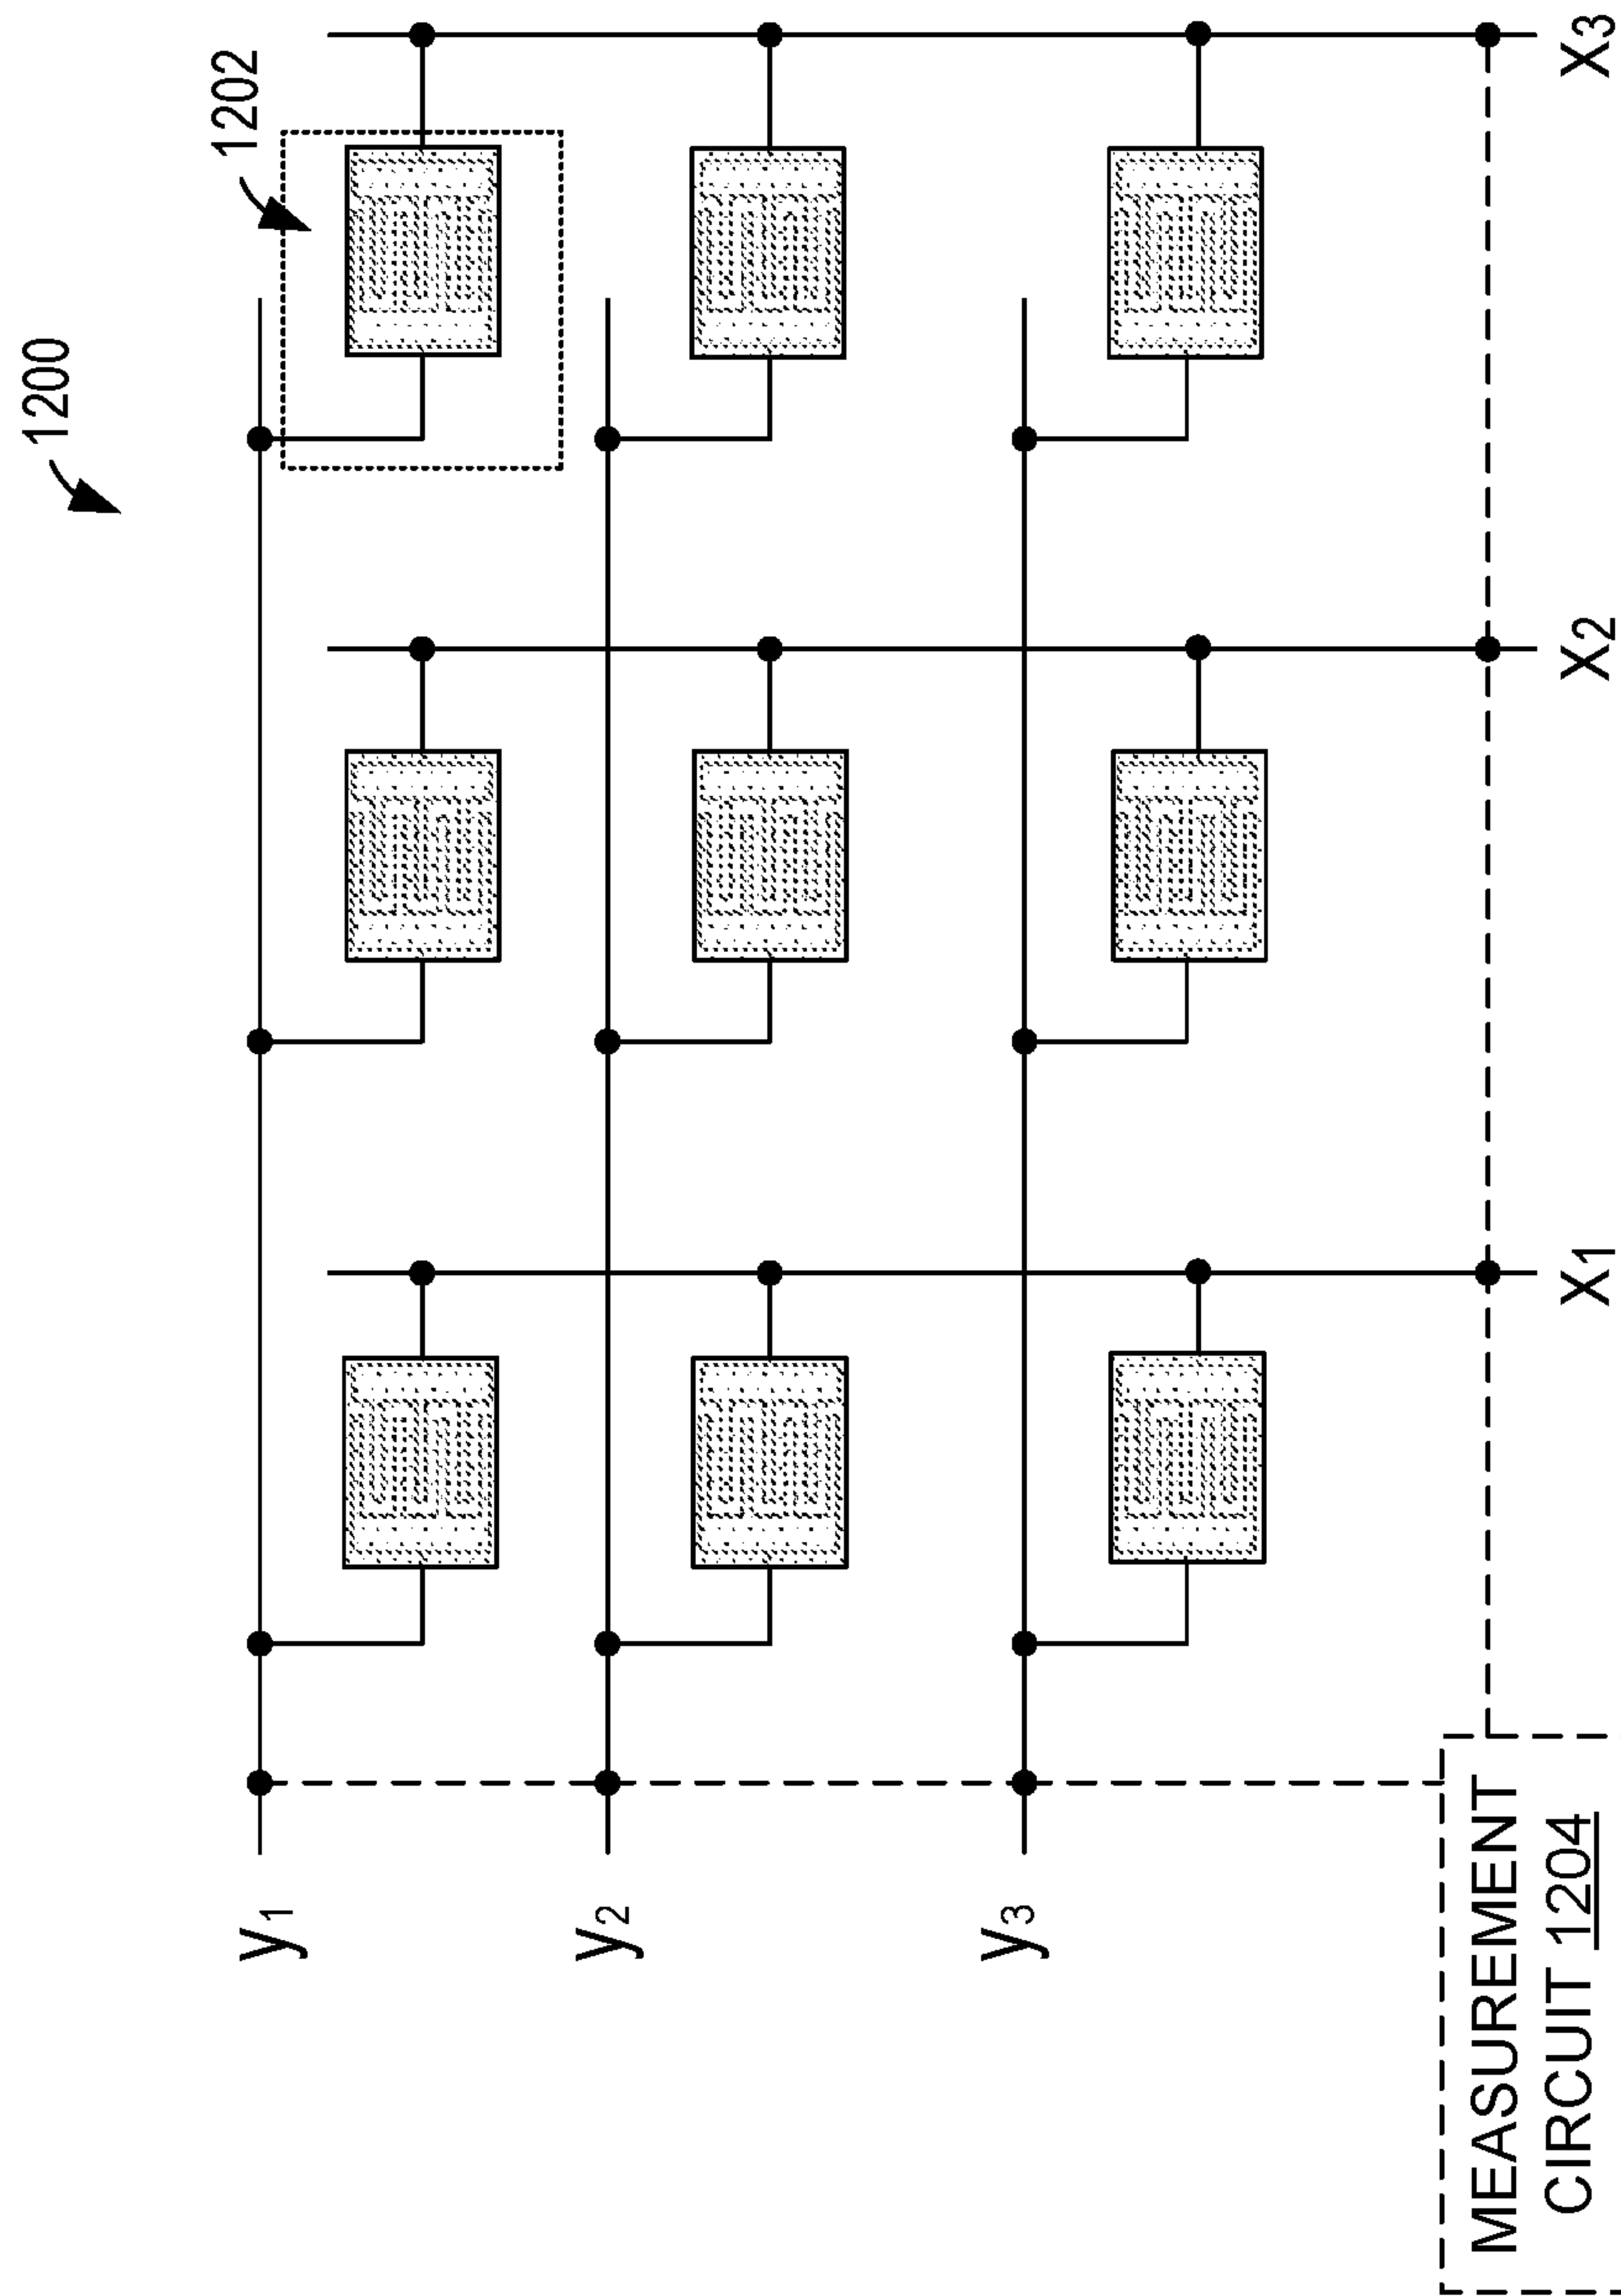 1200
1202
y1
y2
y3
MEASUREMENT
CIRCUIT 1204
X1
X2
X3